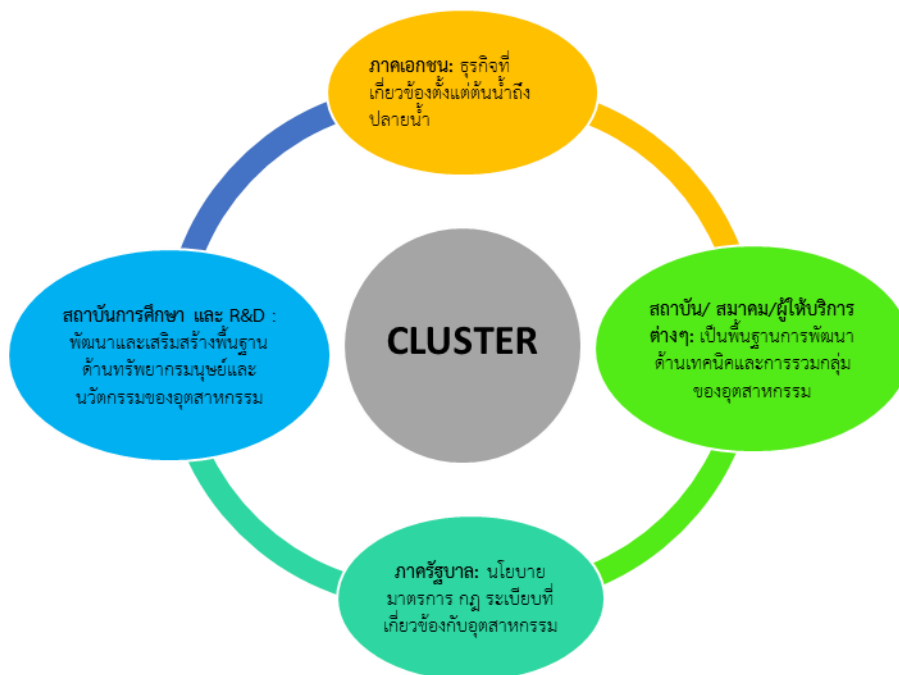 ภาคเอกชน: ธุรกิจที่
เกี่ยวข้องตั้งแต่ต้นน้ำถึง
ปลายน้ำ
สถาบันการศึกษา และ R&D :
พัฒนาและเสริมสร้างพื้นฐาน
ด้านทรัพยากรมนุษย์และ
นวัตกรรมของอุตสาหกรรม
CLUSTER
สถาบัน/ สมาคม/ผู้ให้บริการ
ต่างๆ: เป็นพื้นฐานการพัฒนา
ด้านเทคนิคและการรวมกลุ่ม
ของอุตสาหกรรม
ภาครัฐบาล: นโยบาย
มาตรการ กฎ ระเบียบที่
เกี่ยวข้องกับอุตสาหกรรม